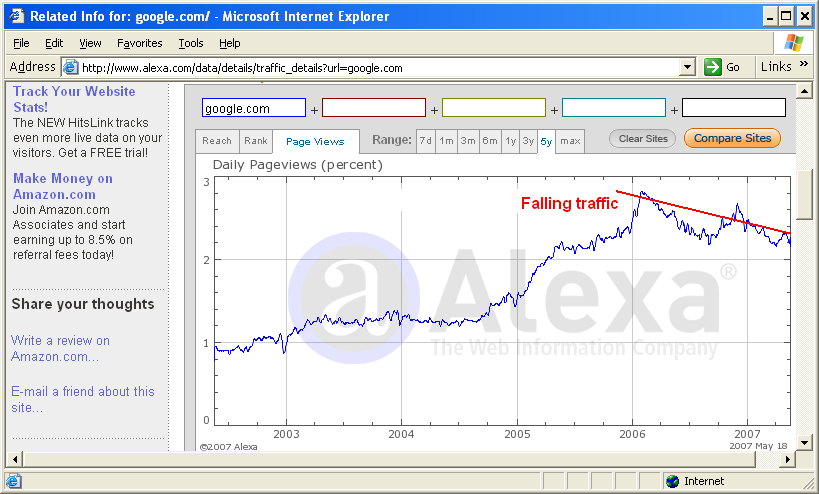 Related Info for: google.com/ - Microsoft Internet Explorer
File Edit View Favorites Tools Help
Address http://www.alexa.com/data/details/traffic_details?url=google.com Go Links »
Track Your Website
Stats!
The NEW HitsLink tracks
even more live data on your
visitors. Get a FREE trial!
Make Money on
Amazon.com
Join Amazon.com
Associates and start
earning up to 8.5% on
referral fees today!
Share your thoughts
Write a review on
Amazon.com...
E-mail a friend about this
site...
google.com + + + +
Reach Rank Page Views Range: 7d 1m 3m 6m 1y 3y 5y max Clear Sites Compare Sites
Daily Pageviews (percent)
3
Falling traffic
2
a Alexa®
1
The Web Information Company
0
2003 2004 2005 2006 2007
©2007 Alexa 2007 May 18
Internet